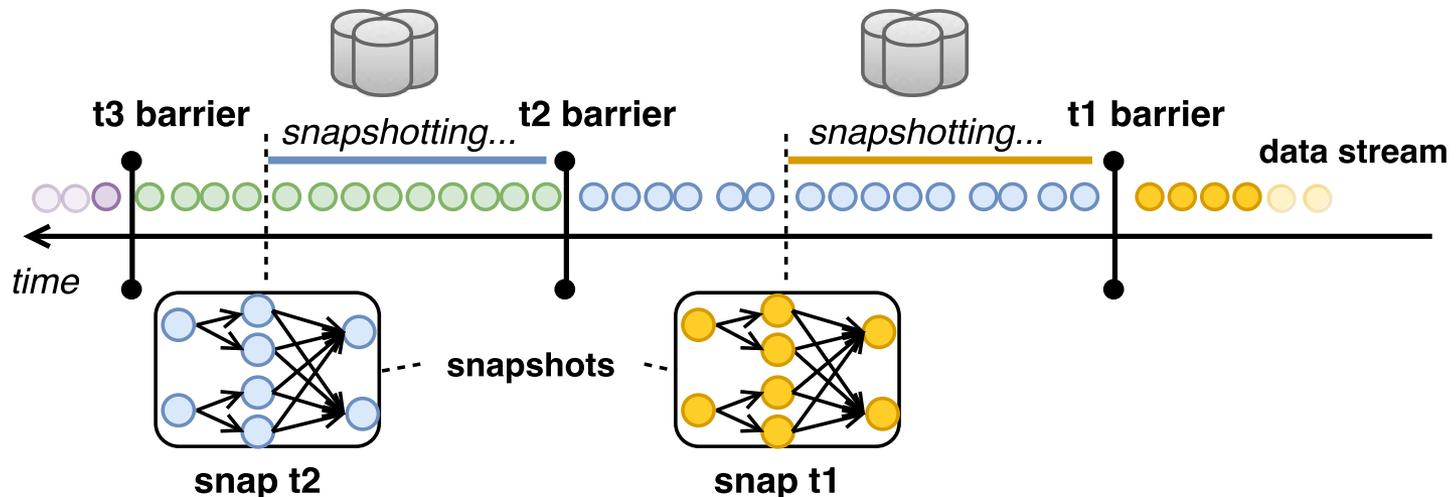 t3 barrier
snapshotting...
t2 barrier
snapshotting...
t1 barrier
data stream
time
snapshots
snap t2
snap t1